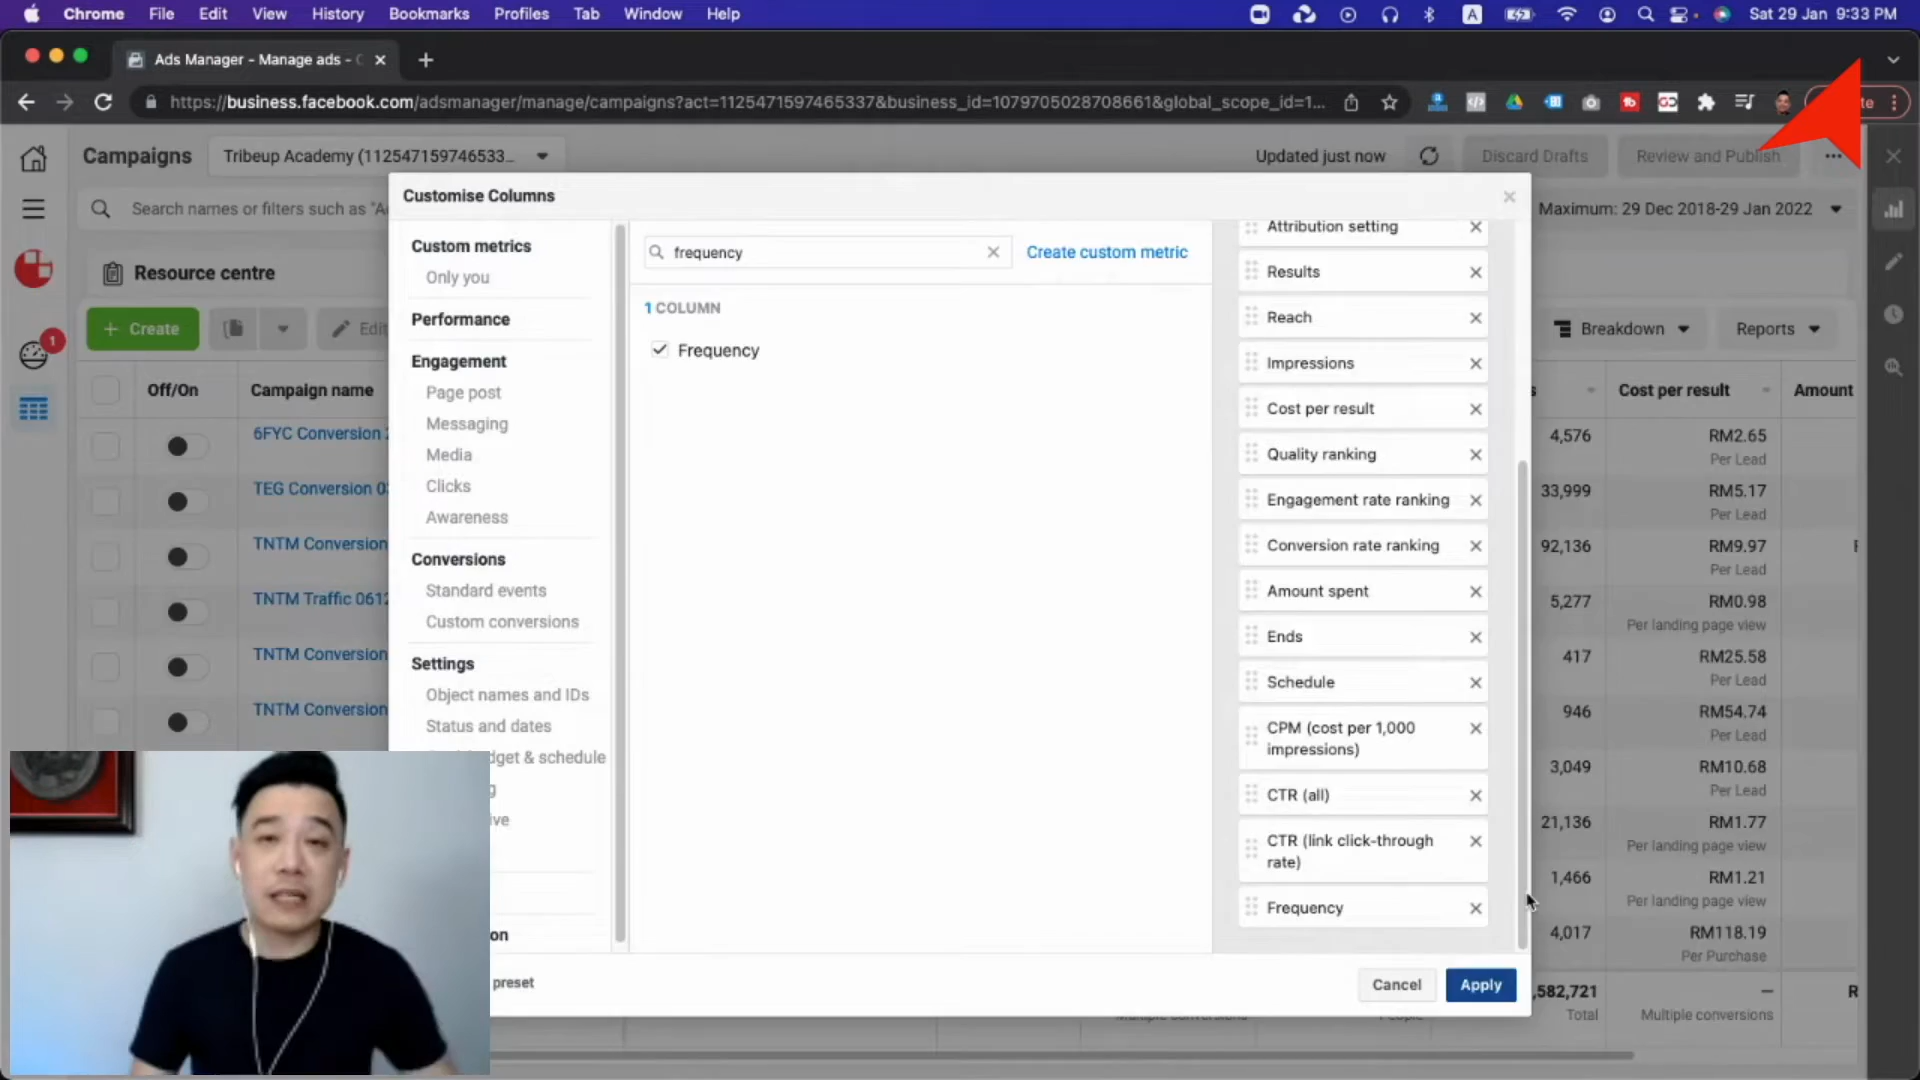 Chrome File Edit View History Bookmarks Profiles Tab Window Help
A
Sat 29 Jan 9:33 PM
Ads Manager - Manage ads -
https://business.facebook.com/adsmanager/manage/campaigns?act=1125471597465337&business_id=1079705028708661&global_scope_id=1...
Campaigns
Tribeup Academy (112547159746533...
Updated just now
Discard Drafts
Review and Publish
Search names or filters such as "A
Maximum: 29 Dec 2018-29 Jan 2022
Resource centre
+ Create
Edit
Breakdown
Reports
1
Off/On
Campaign name
Cost per result
Amount
6FYC Conversion
TEG Conversion 0
TNTM Conversion
TNTM Traffic 0612
TNTM Conversion
TNTM Conversion
Customise Columns
Custom metrics
Only you
Performance
Engagement
Page post
Messaging
Media
Clicks
Awareness
Conversions
Standard events
Custom conversions
Settings
Object names and IDs
Status and dates
dget & schedule
g
ve
on
preset
frequency
Create custom metric
1 COLUMN
Frequency
Attribution setting
Results
Reach
Impressions
Cost per result
Quality ranking
Engagement rate ranking
Conversion rate ranking
Amount spent
Ends
Schedule
CPM (cost per 1,000
impressions)
CTR (all)
CTR (link click-through
rate)
Frequency
Cancel
Apply
4,576 RM2.65
Per Lead
33,999 RM5.17
Per Lead
92,136 RM9.97
Per Lead
5,277 RM0.98
Per landing page view
417 RM25.58
Per Lead
946 RM54.74
Per Lead
3,049 RM10.68
Per Lead
21,136 RM1.77
Per landing page view
1,466 RM1.21
Per landing page view
4,017 RM118.19
Per Purchase
,582,721 — R
Total Multiple conversions